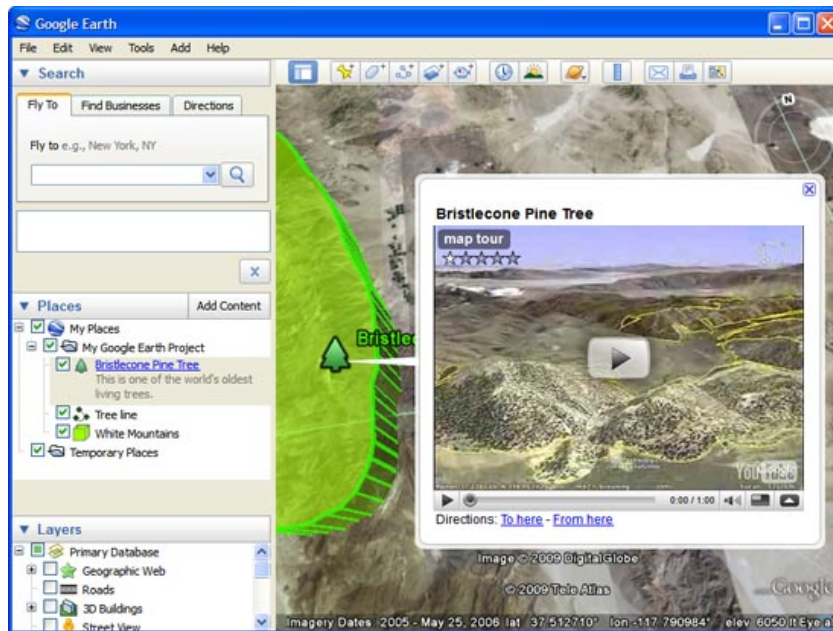 Google Earth
File Edit View Tools Add Help
Search
Fly To Find Businesses Directions
Fly to e.g., New York, NY
N
Bristlecone Pine Tree
map tour
Places Add Content
My Places
My Google Earth Project
Bristlecone Pine Tree
This is one of the world's oldest
living trees.
Tree line
White Mountains
Temporary Places
Bristlec
YouTube
0:00 / 1:00
Directions: To here - From here
Layers
Primary Database
Geographic Web
Roads
3D Buildings
Street View
Image © 2009 DigitalGlobe
© 2009 Tele Atlas
Google
Imagery Dates: 2005 - May 25, 2006 lat 37.512710° lon -117.790984° elev 6050 ft Eye a